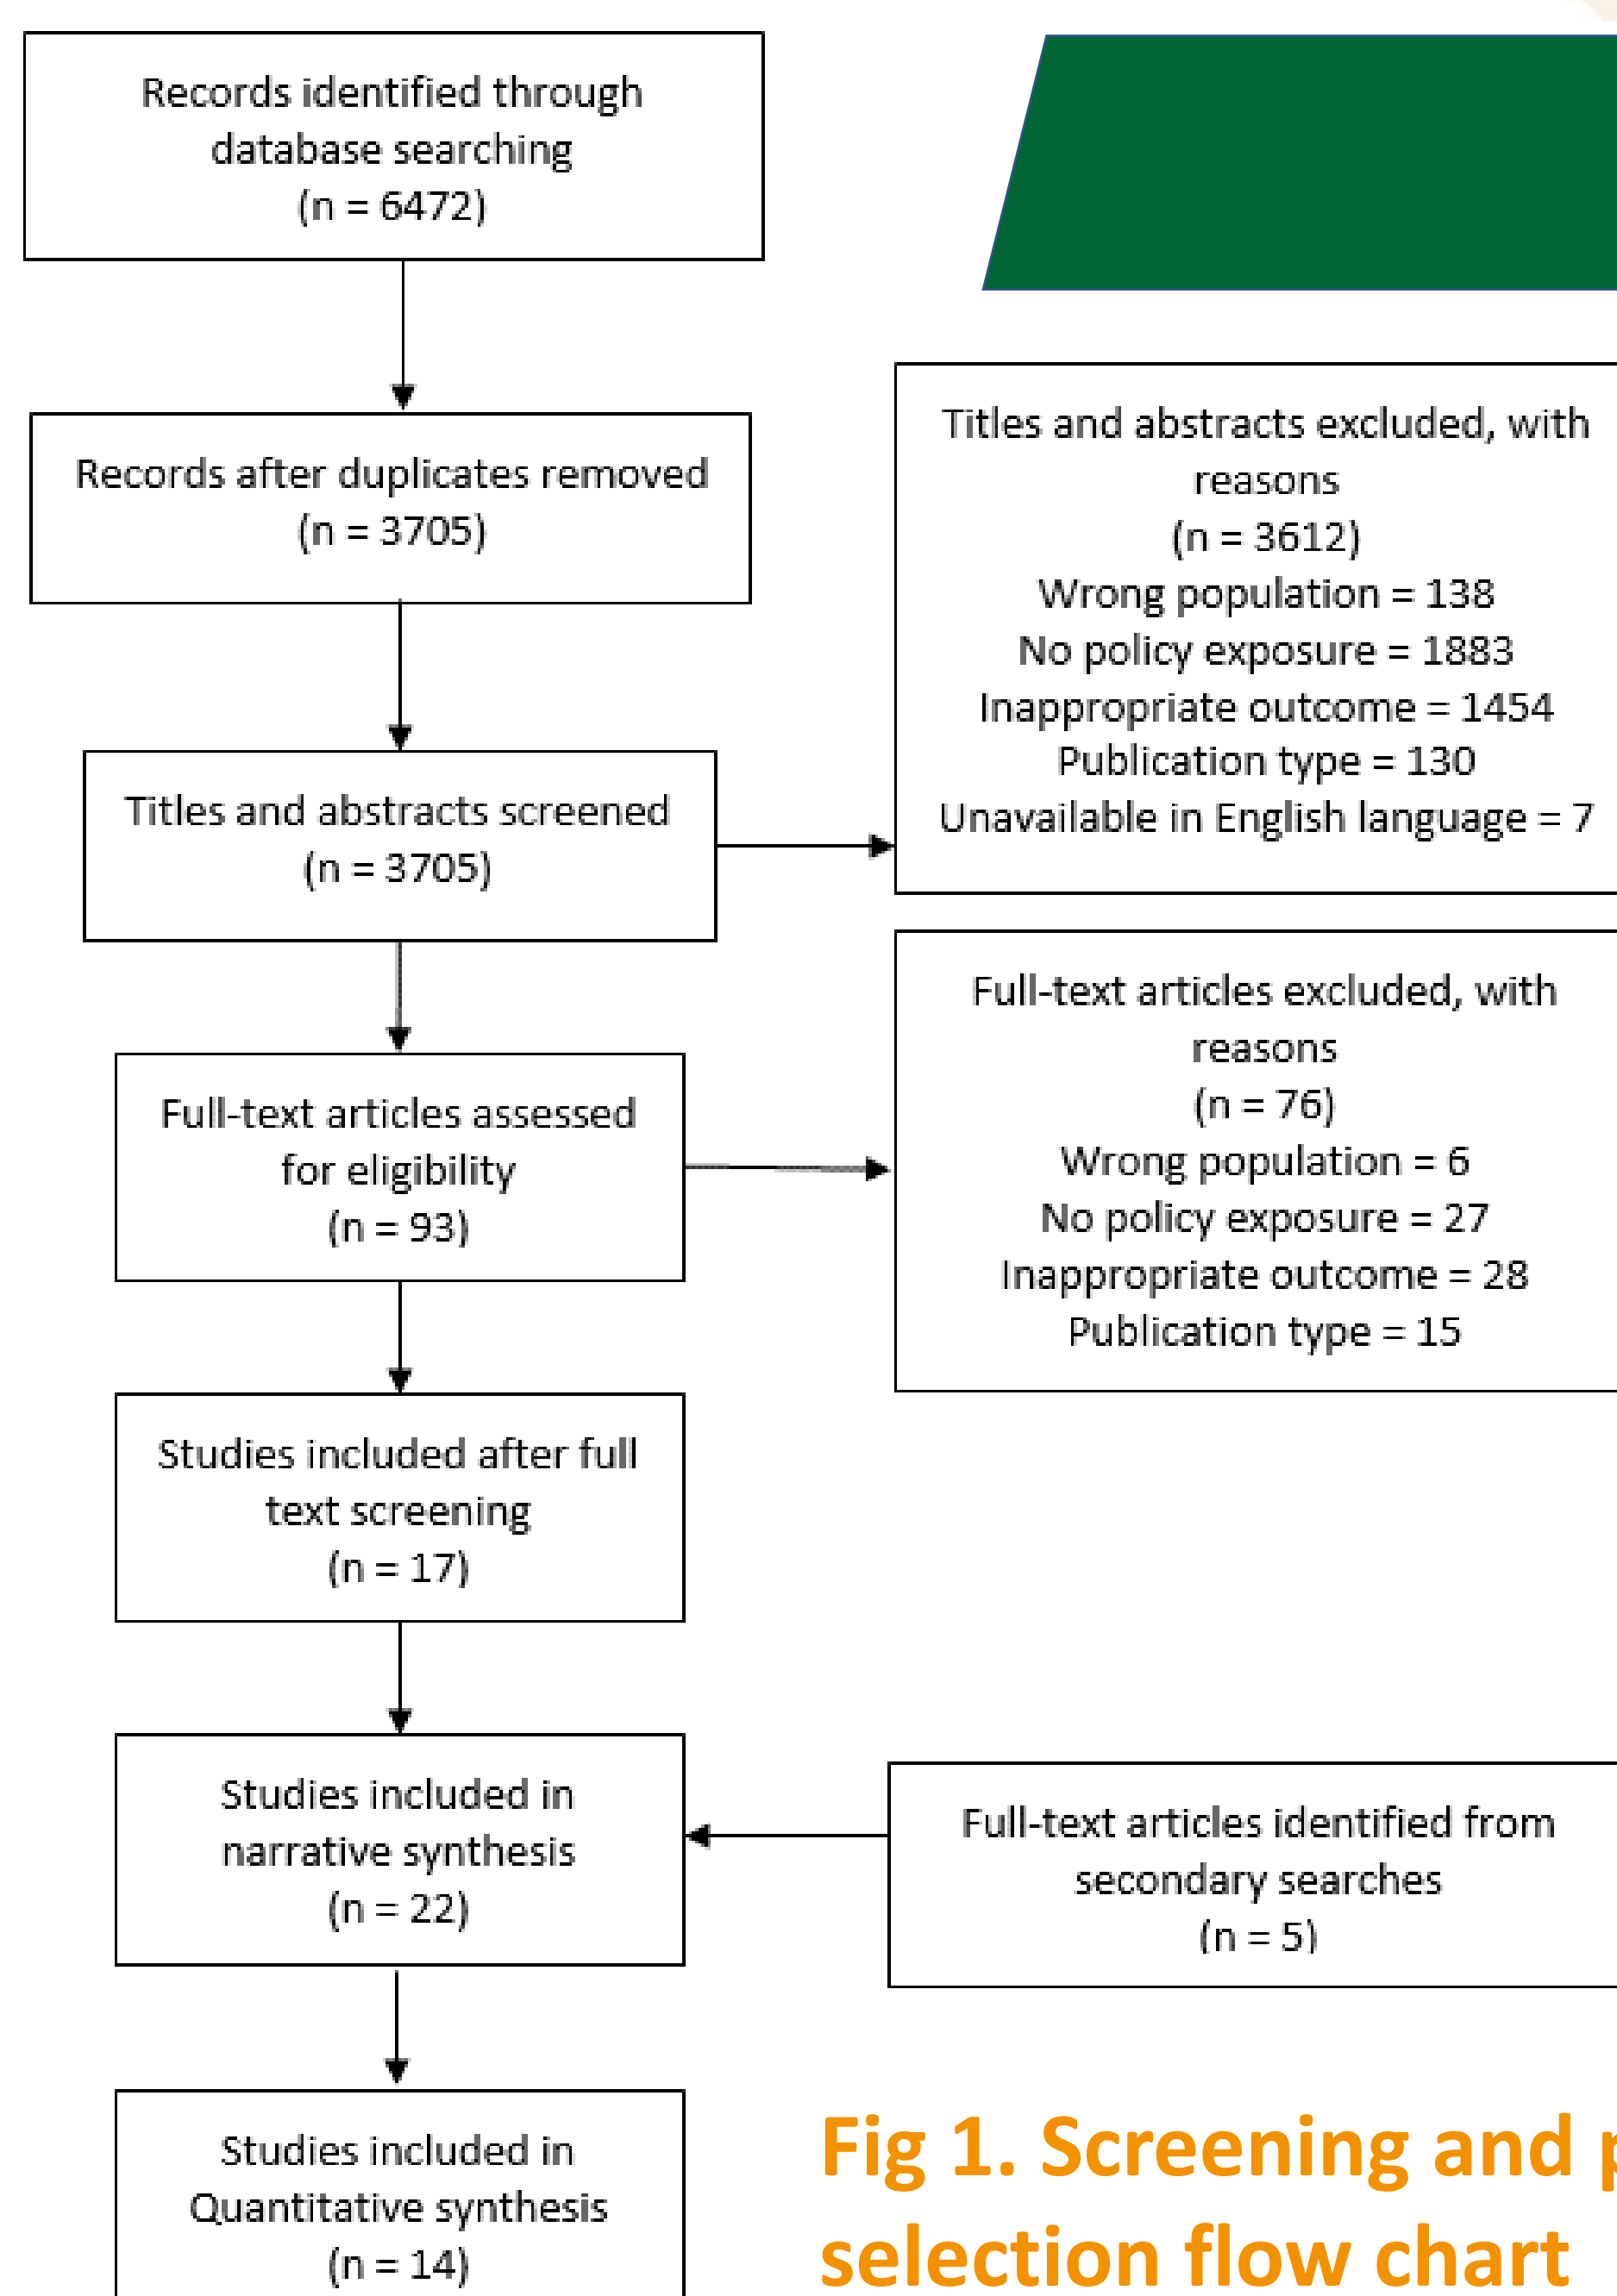 Records identified through
database searching
(n = 6472)
Records after duplicates removed
(n = 3705)
Titles and abstracts screened
(n = 3705)
Titles and abstracts excluded, with
reasons
(n = 3612)
Wrong population = 138
No policy exposure = 1883
Inappropriate outcome = 1454
Publication type = 130
Unavailable in English language = 7
Full-text articles assessed
for eligibility
(n = 93)
Full-text articles excluded, with
reasons
(n = 76)
Wrong population = 6
No policy exposure = 27
Inappropriate outcome = 28
Publication type = 15
Studies included after full
text screening
(n = 17)
Studies included in
narrative synthesis
(n = 22)
Full-text articles identified from
secondary searches
(n = 5)
Studies included in
Quantitative synthesis
(n = 14)
Fig 1. Screening and
selection flow chart